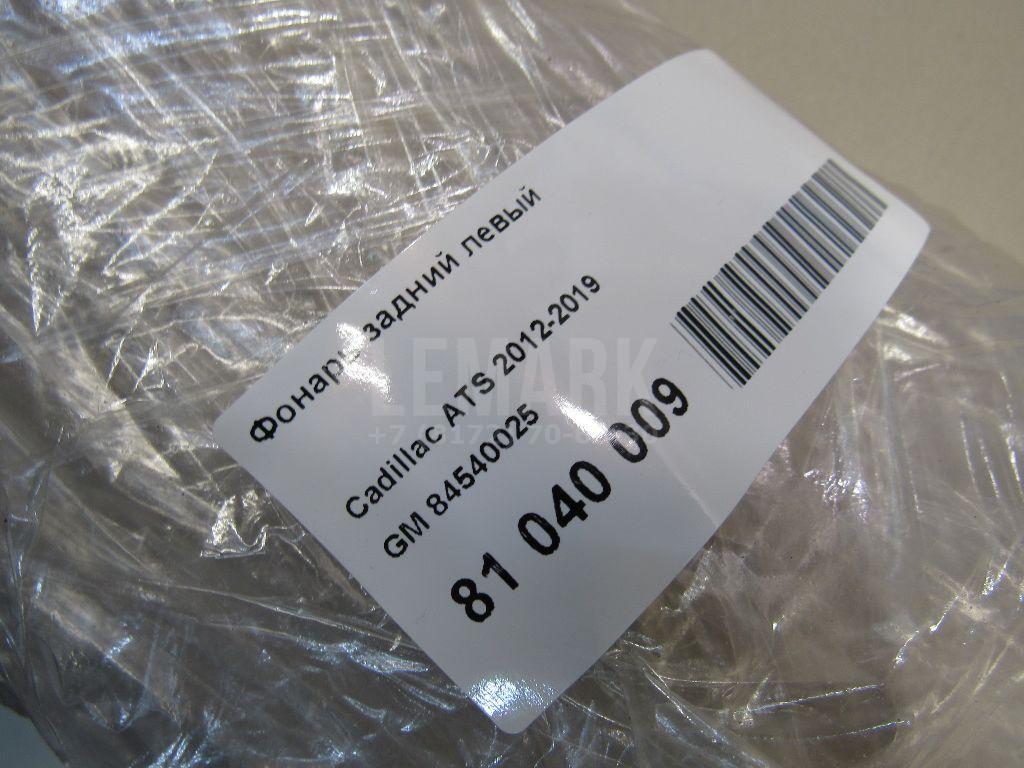 Фонарь задний левый
Cadillac ATS 2012-2019
GM 84540025
81 040 009
LEMARK